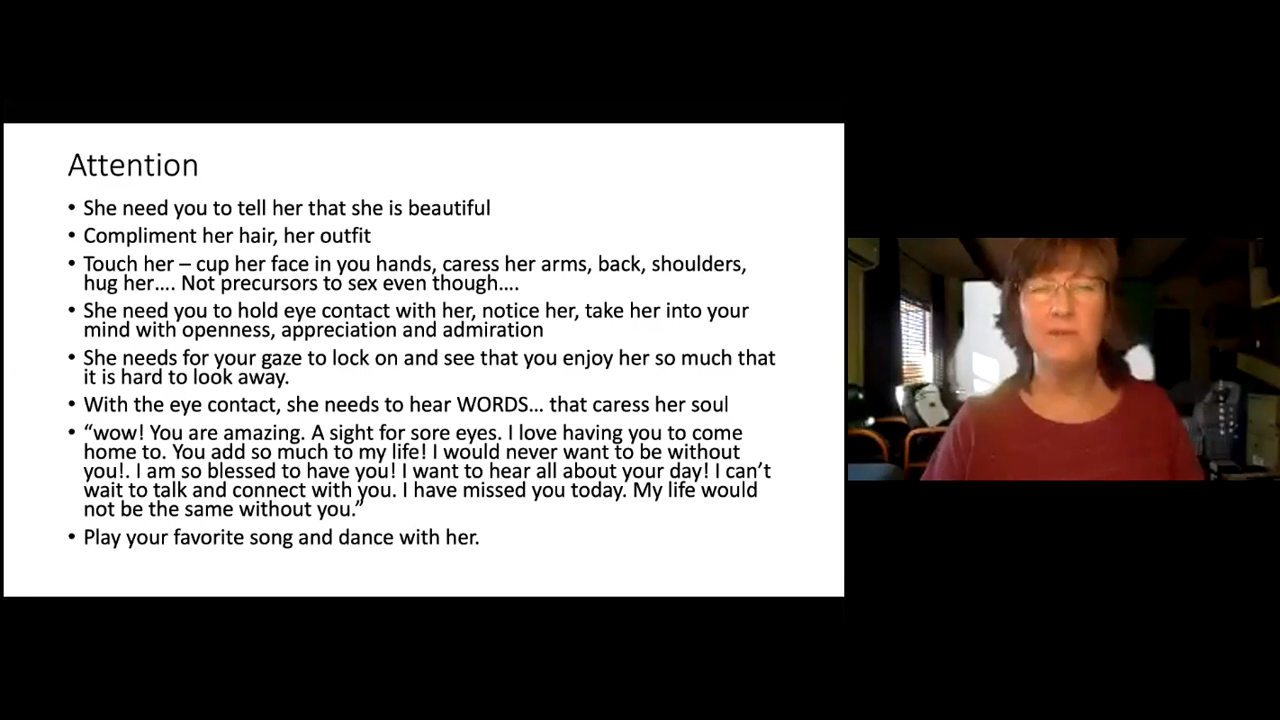 Attention
• She need you to tell her that she is beautiful
• Compliment her hair, her outfit
• Touch her – cup her face in you hands, caress her arms, back, shoulders,
hug her.... Not precursors to sex even though....
• She need you to hold eye contact with her, notice her, take her into your
mind with openness, appreciation and admiration
• She needs for your gaze to lock on and see that you enjoy her so much that
it is hard to look away.
• With the eye contact, she needs to hear WORDS... that caress her soul
• “wow! You are amazing. A sight for sore eyes. I love having you to come
home to. You add so much to my life! I would never want to be without
you!. I am so blessed to have you! I want to hear all about your day! I can’t
wait to talk and connect with you. I have missed you today. My life would
not be the same without you.”
• Play your favorite song and dance with her.